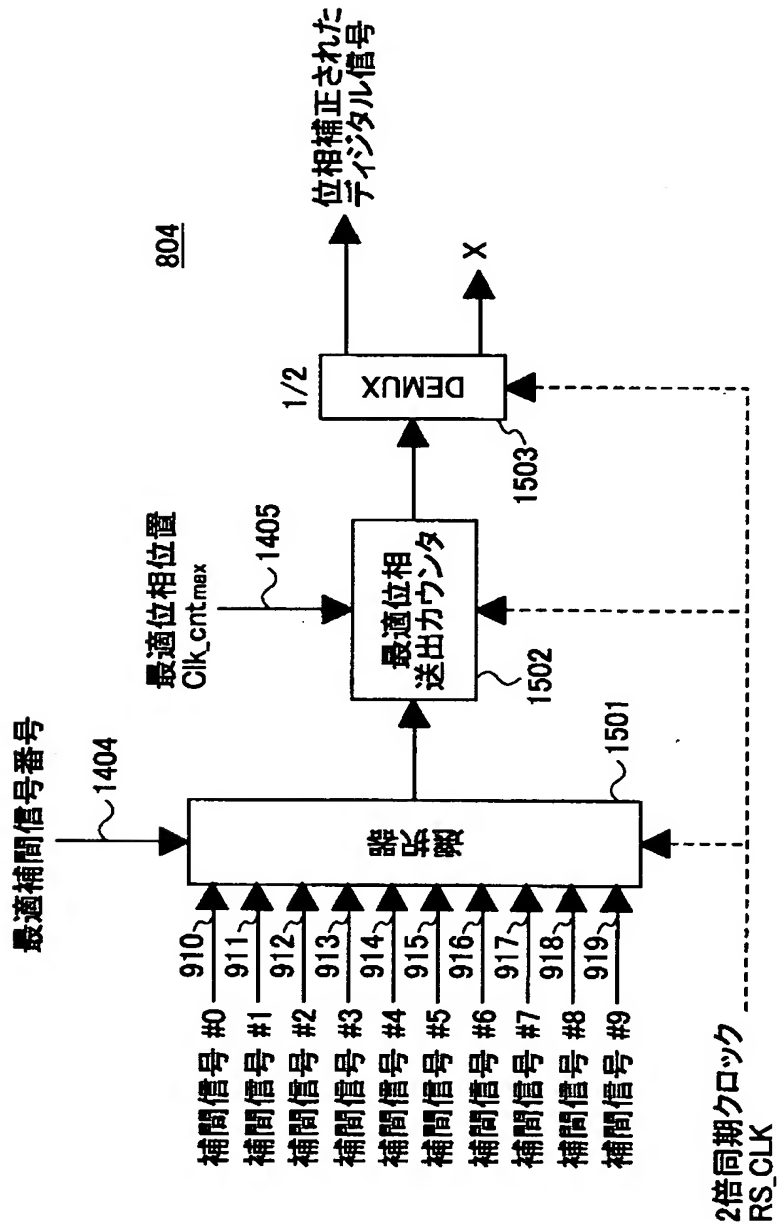 804
最適補間信号番号
1404
最適位相位置
Clk_cntmax
1405
補間信号 #0
910
補間信号 #1
911
補間信号 #2
912
補間信号 #3
913
補間信号 #4
914
補間信号 #5
915
補間信号 #6
916
補間信号 #7
917
補間信号 #8
918
補間信号 #9
919
選択器
1501
最適位相
送出カウンタ
1502
1/2
DEMUX
1503
位相補正された
ディジタル信号
X
2倍同期クロック
RS_CLK